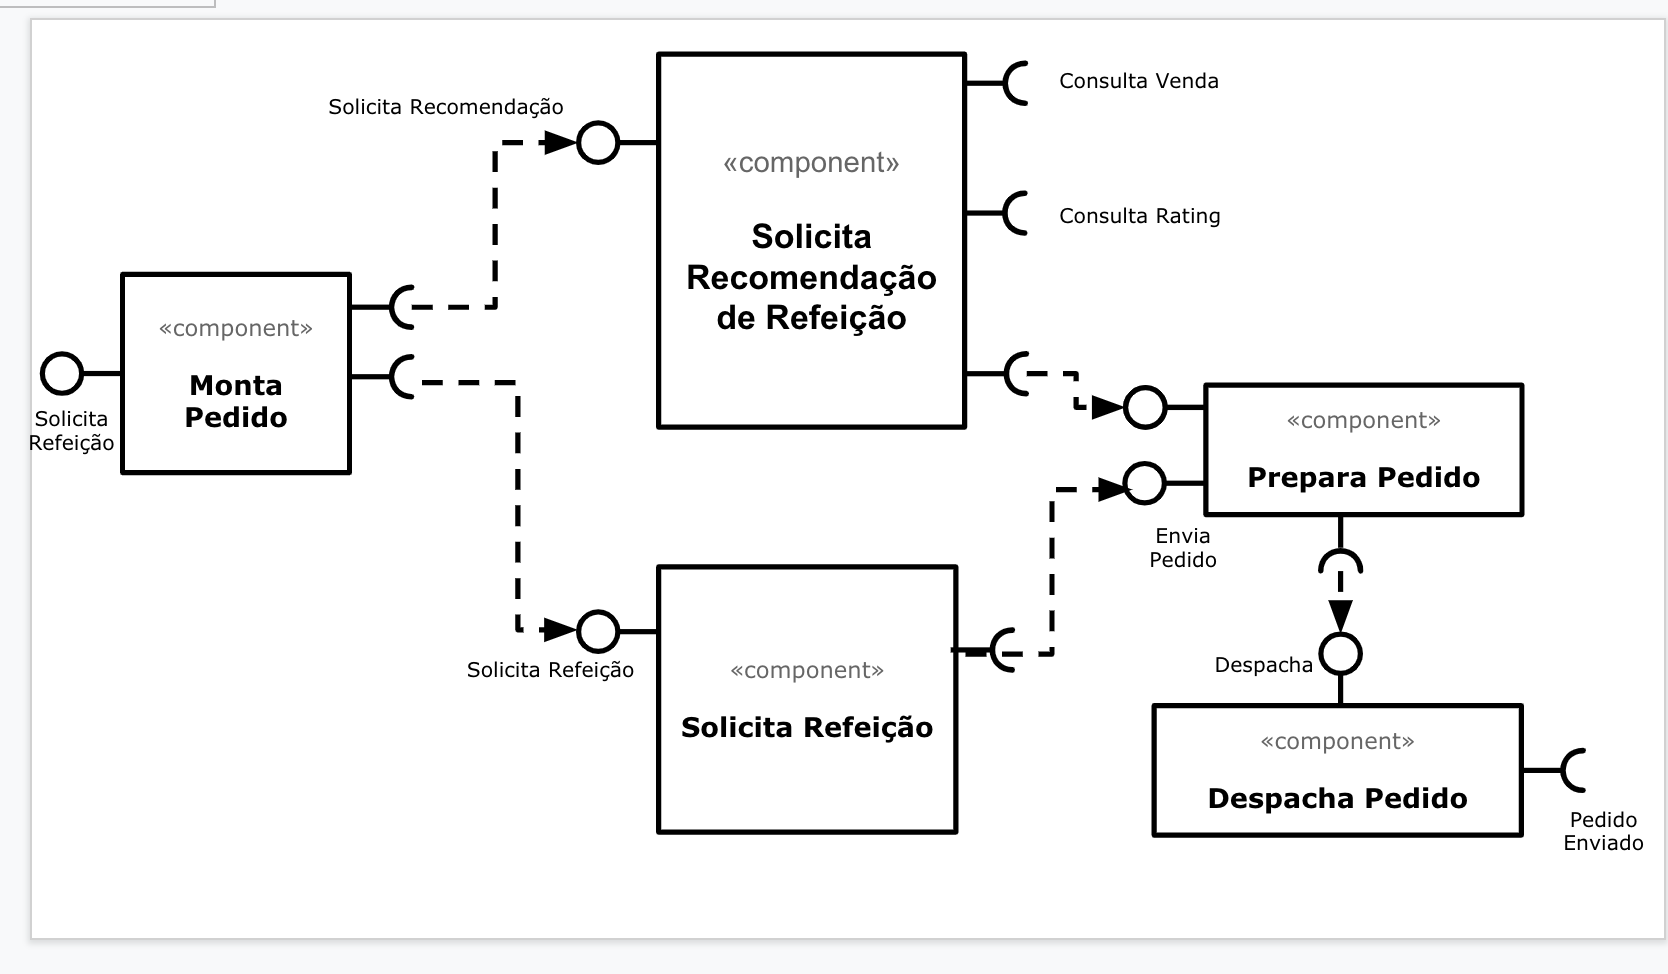 Consulta Venda
Solicita Recomendação
«component»
Solicita
Recomendação
de Refeição
Consulta Rating
«component»
Monta
Pedido
Solicita
Refeição
«component»
Prepara Pedido
Envia
Pedido
Solicita Refeição
«component»
Solicita Refeição
Despacha
«component»
Despacha Pedido
Pedido
Enviado